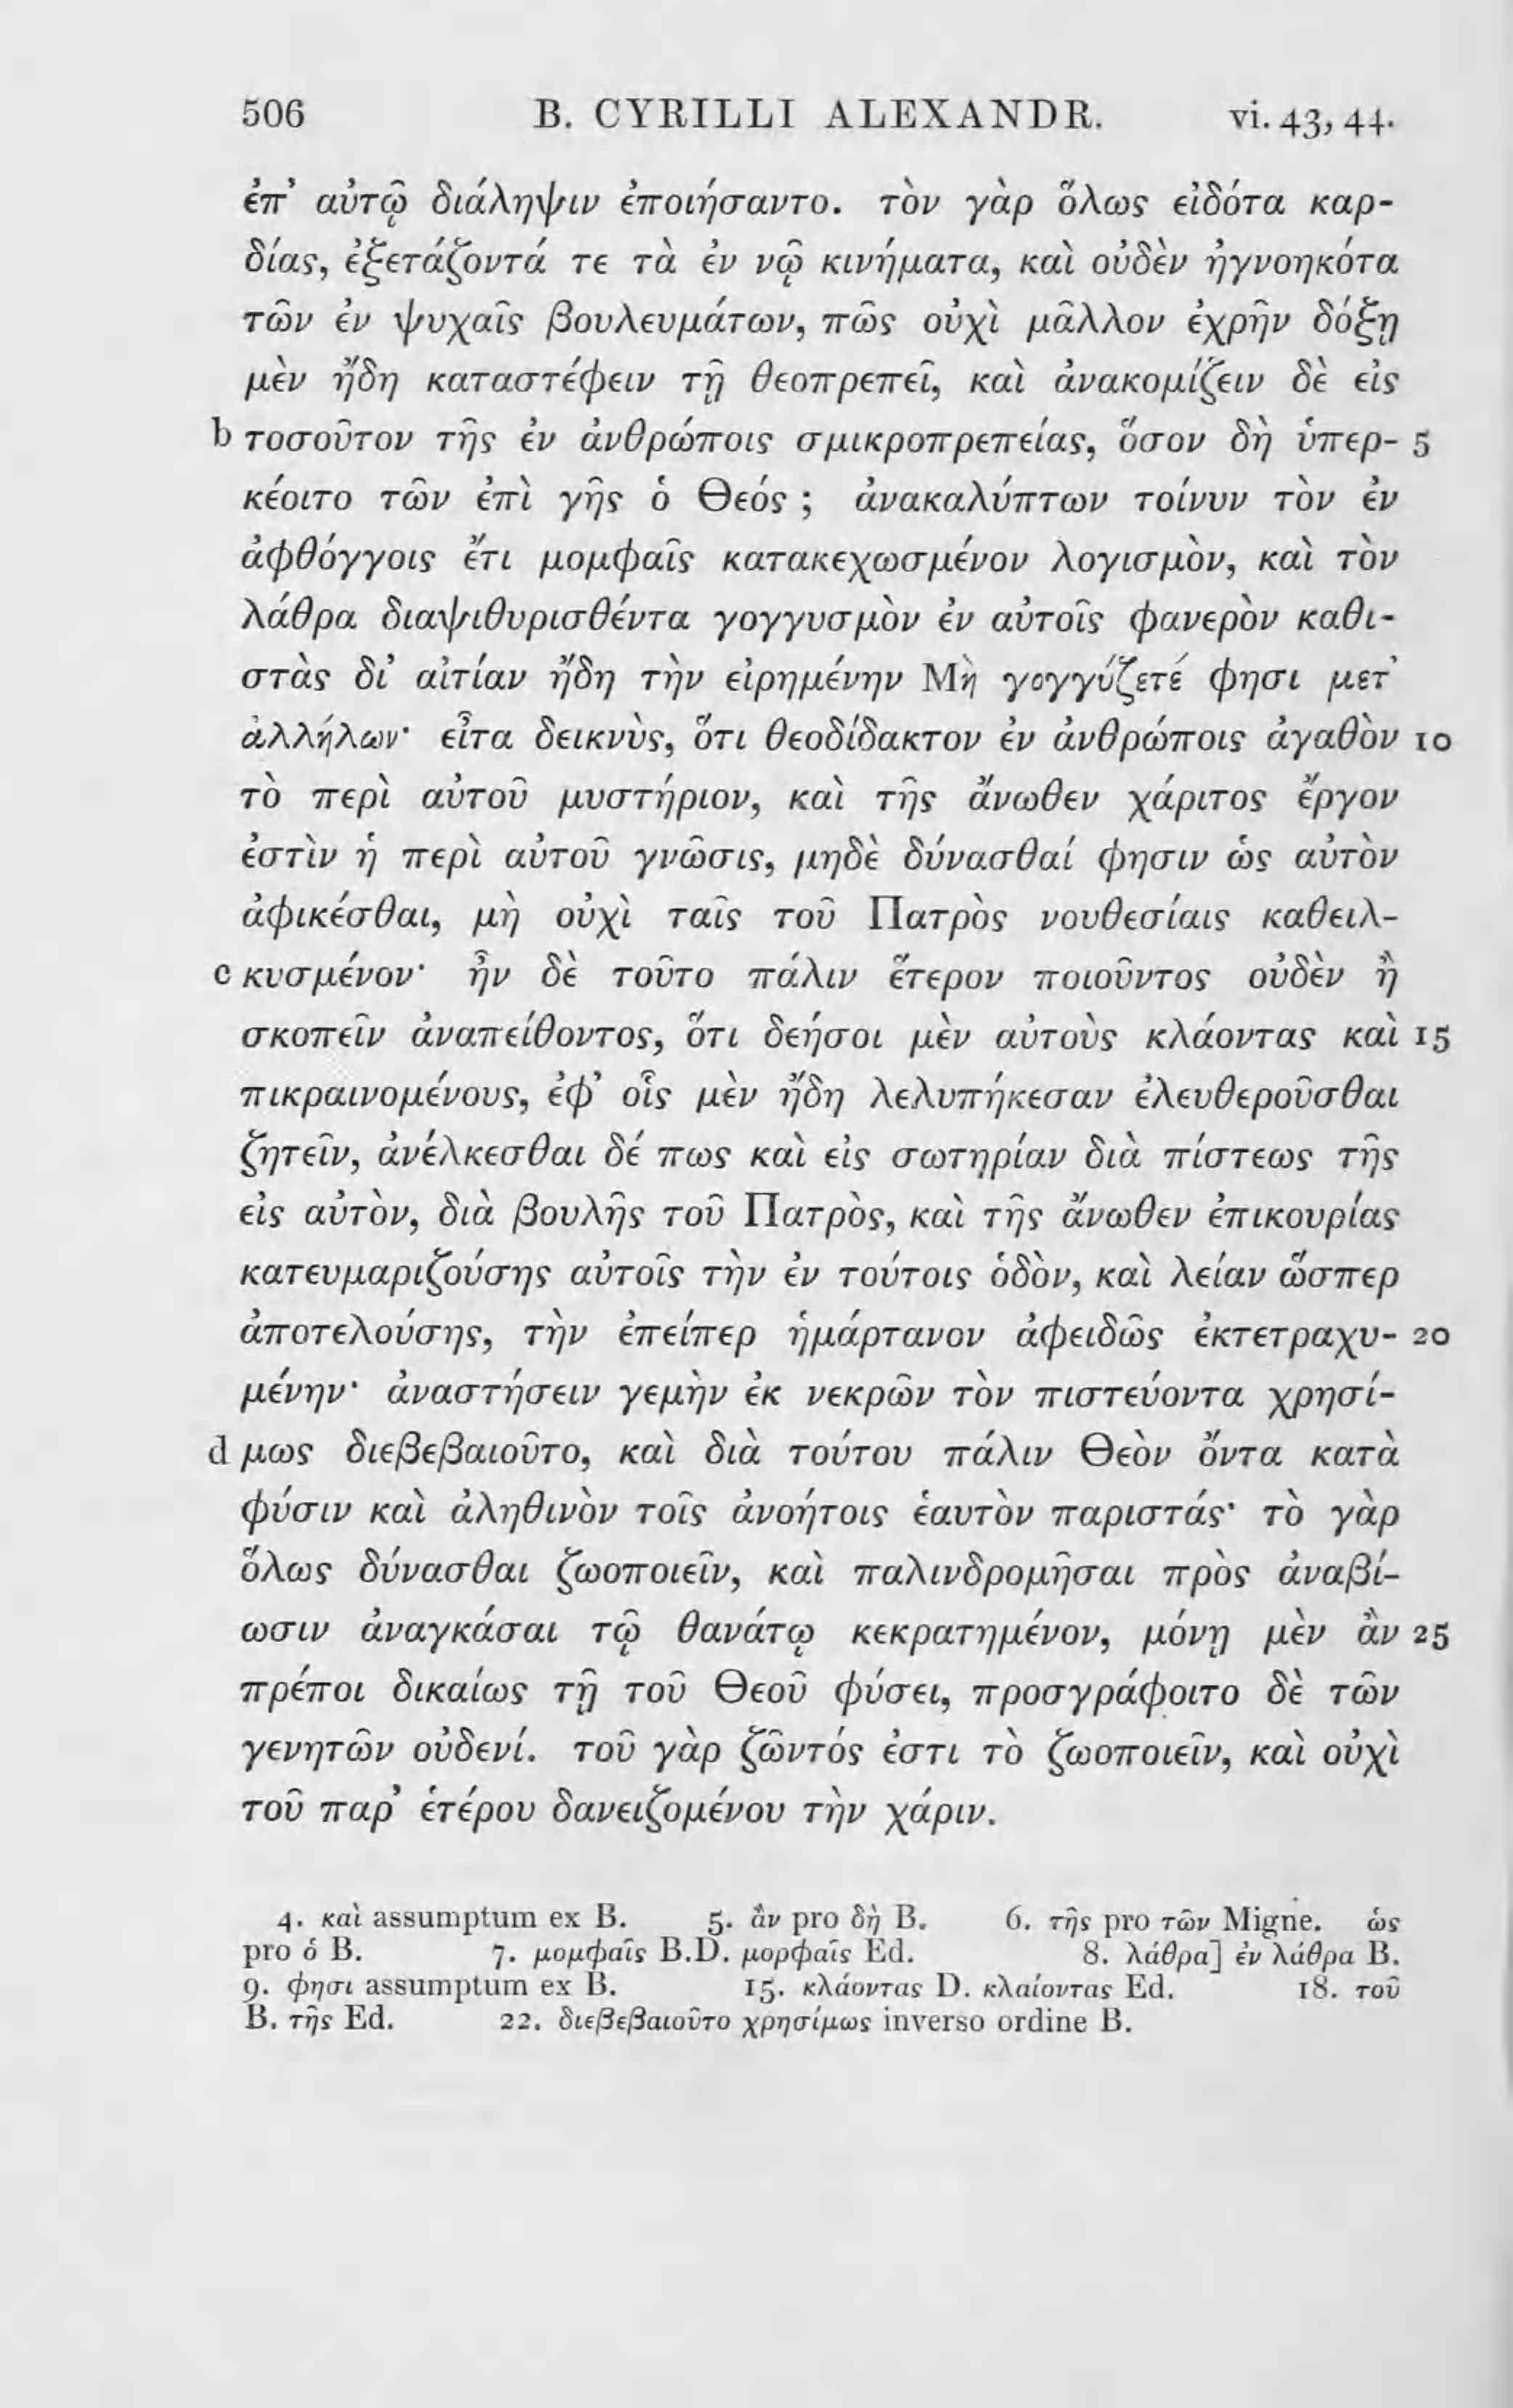 506 B. CYRILLI ALEXANDR. vi. 43, 44.
ἐπ’ αὐτῷ διάληψιν ἐποιήσαντο. τὸν γὰρ ὅλως εἰδότα καρ-
δίας, ἐξετάζοντά τε τὰ ἐν νῷ κινήματα, καὶ οὐδὲν ἠγνοηκότα
τῶν ἐν ψυχαῖς βουλευμάτων, πῶς οὐχὶ μᾶλλον ἐχρῆν δόξῃ
μὲν ἤδη καταστέφειν τῇ θεοπρεπεῖ, καὶ ἀνακομίζειν δὲ εἰς
b τοσοῦτον τῆς ἐν ἀνθρώποις σμικροπρεπείας, ὅσον δὴ ὑπερ- 5
κέοιτο τῶν ἐπὶ γῆς ὁ Θεός ; ἀνακαλύπτων τοίνυν τὸν ἐν
ἀφθόγγοις ἔτι μομφαῖς κατακεχωσμένον λογισμὸν, καὶ τὸν
λάθρα διαψιθυρισθέντα γογγυσμὸν ἐν αὐτοῖς φανερὸν καθι-
στὰς δι’ αἰτίαν ἤδη τὴν εἰρημένην Μὴ γογγύζετέ φησι μετ’
ἀλλήλων· εἶτα δεικνὺς, ὅτι θεοδίδακτον ἐν ἀνθρώποις ἀγαθὸν 10
τὸ περὶ αὐτοῦ μυστήριον, καὶ τῆς ἄνωθεν χάριτος ἔργον
ἐστὶν ἡ περὶ αὐτοῦ γνῶσις, μηδὲ δύνασθαί φησιν ὡς αὐτὸν
ἀφικέσθαι, μὴ οὐχὶ ταῖς τοῦ Πατρὸς νουθεσίαις καθειλ-
c κυσμένον· ἦν δὲ τοῦτο πάλιν ἕτερον ποιοῦντος οὐδὲν ἢ
σκοπεῖν ἀναπείθοντος, ὅτι δεήσοι μὲν αὐτοὺς κλάοντας καὶ 15
πικραινομένους, ἐφ’ οἷς μὲν ἤδη λελυπήκεσαν ἐλευθεροῦσθαι
ζητεῖν, ἀνέλκεσθαι δέ πως καὶ εἰς σωτηρίαν διὰ πίστεως τῆς
εἰς αὐτὸν, διὰ βουλῆς τοῦ Πατρὸς, καὶ τῆς ἄνωθεν ἐπικουρίας
κατευμαριζούσης αὐτοῖς τὴν ἐν τούτοις ὁδὸν, καὶ λείαν ὥσπερ
ἀποτελούσης, τὴν ἐπείπερ ἡμάρτανον ἀφειδῶς ἐκτετραχυ- 20
μένην· ἀναστήσειν γεμὴν ἐκ νεκρῶν τὸν πιστεύοντα χρησί-
d μως διεβεβαιοῦτο, καὶ διὰ τούτου πάλιν Θεὸν ὄντα κατὰ
φύσιν καὶ ἀληθινὸν τοῖς ἀνοήτοις ἑαυτὸν παριστάς· τὸ γὰρ
ὅλως δύνασθαι ζωοποιεῖν, καὶ παλινδρομῆσαι πρὸς ἀναβί-
ωσιν ἀναγκάσαι τῷ θανάτῳ κεκρατημένον, μόνῃ μὲν ἂν 25
πρέποι δικαίως τῇ τοῦ Θεοῦ φύσει, προσγράφοιτο δὲ τῶν
γενητῶν οὐδενί. τοῦ γὰρ ζῶντός ἐστι τὸ ζωοποιεῖν, καὶ οὐχὶ
τοῦ παρ’ ἑτέρου δανειζομένου τὴν χάριν.
4. καὶ assumptum ex B. 5. ἂν pro δὴ B. 6. τῆς pro τῶν Migne. ὡς
pro ὁ B. 7. μομφαῖς B.D. μορφαῖς Ed. 8. λάθρα] ἐν λάθρα B.
9. φησι assumptum ex B. 15. κλάοντας D. κλαίοντας Ed. 18. τοῦ
B. τῆς Ed. 22. διεβεβαιοῦτο χρησίμως inverso ordine B.